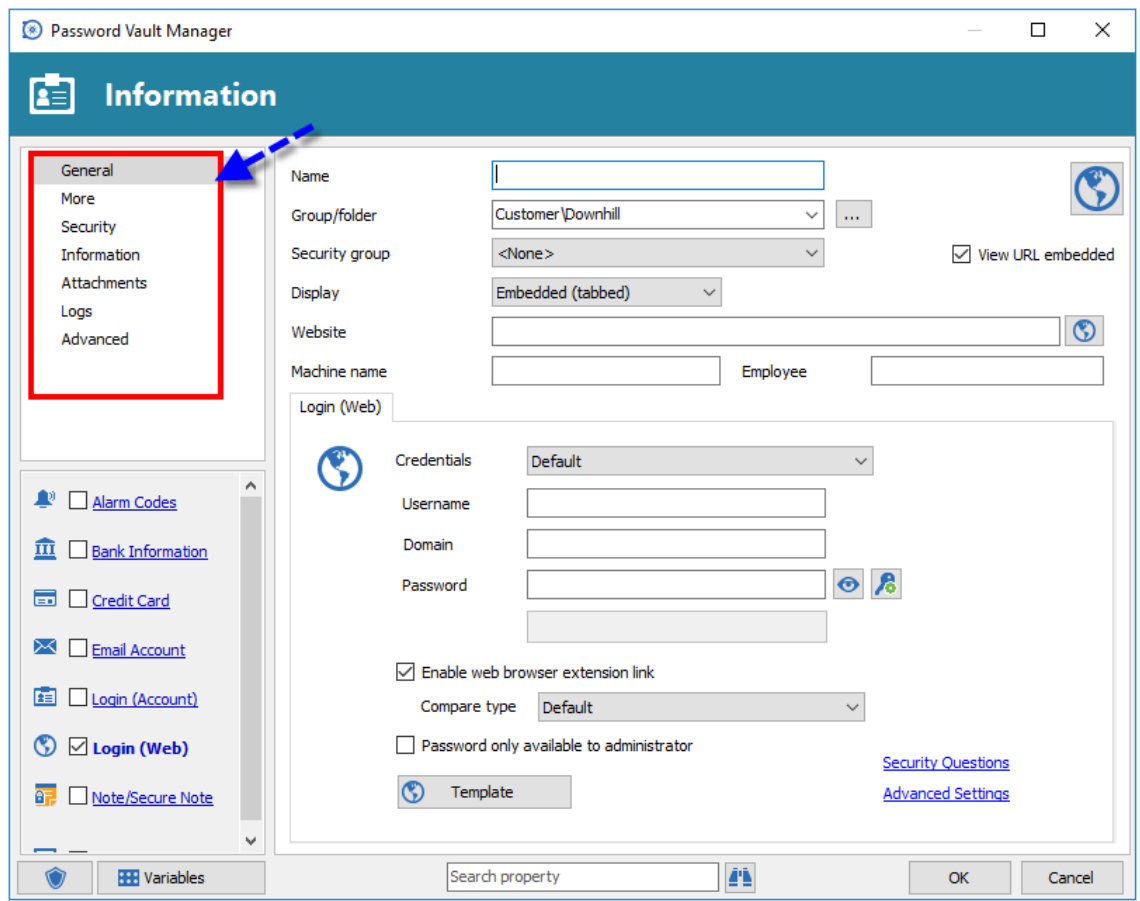 Password Vault Manager
Information
General
More
Security
Information
Attachments
Logs
Advanced
Name
Group/folder
Customer\Downhill
...
Security group
<None>
View URL embedded
Display
Embedded (tabbed)
Website
Machine name
Employee
Login (Web)
Credentials
Default
Username
Domain
Password
Enable web browser extension link
Compare type
Default
Password only available to administrator
Template
Security Questions
Advanced Settings
Alarm Codes
Bank Information
Credit Card
Email Account
Login (Account)
Login (Web)
Note/Secure Note
Variables
Search property
OK
Cancel